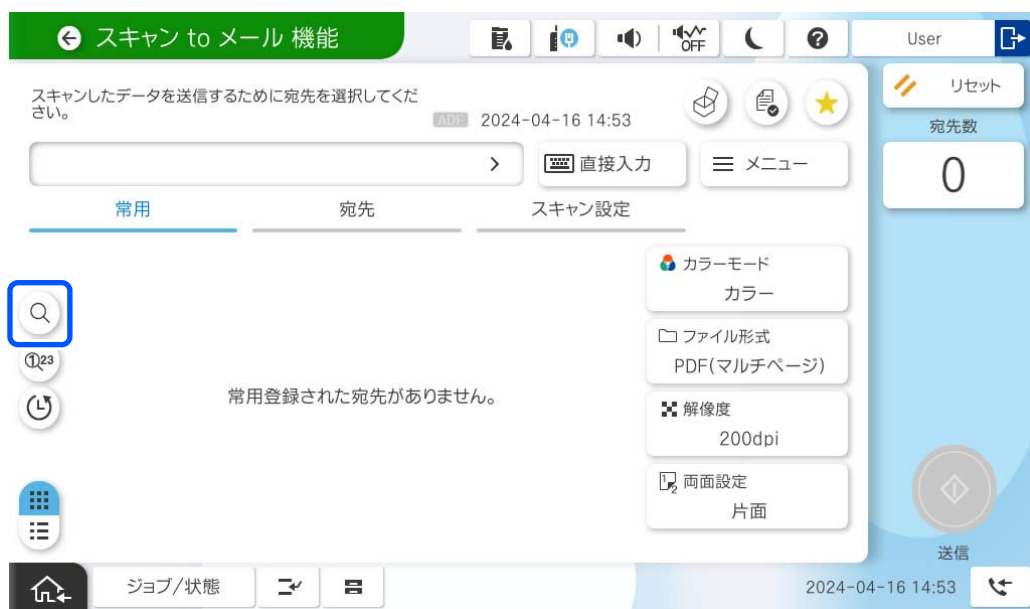 スキャン to メール 機能
OFF
User
スキャンしたデータを送信するために宛先を選択してくだ
さい。
ADF 2024-04-16 14:53
リセット
宛先数
0
直接入力
メニュー
常用
宛先
スキャン設定
カラーモード
カラー
ファイル形式
PDF(マルチページ)
①23
常用登録された宛先がありません。
解像度
200dpi
1 2 両面設定
片面
送信
ジョブ/状態
2024-04-16 14:53